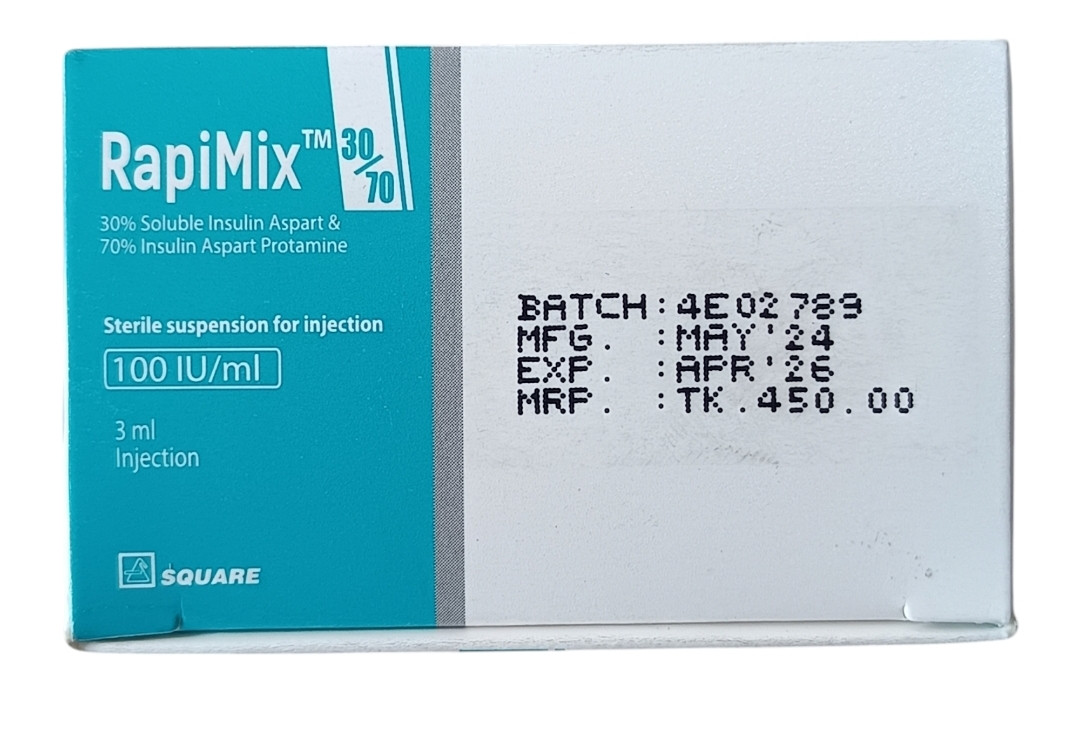 RapiMix™ 30/70
30% Soluble Insulin Aspart &
70% Insulin Aspart Protamine
Sterile suspension for injection
100 IU/ml
3 ml
Injection
SQUARE
BATCH:4E02789
MFG. :MAY'24
EXP. :APR'26
MRP. :TK.450.00